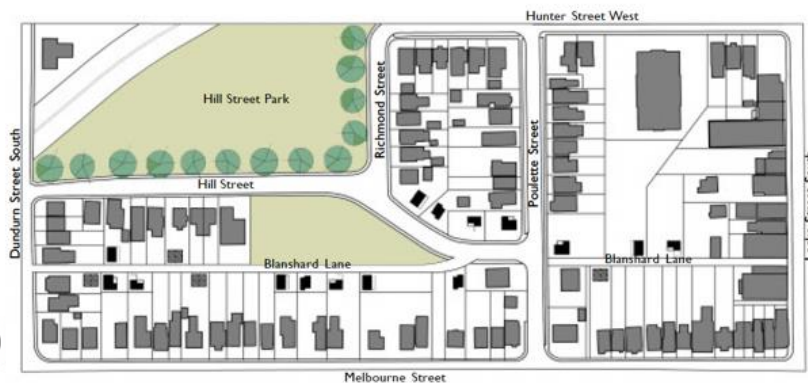 Hunter Street West
Richmond Street
Hill Street Park
Poulette Street
Dundurn Street South
Hill Street
Blanshard Lane
Blanshard Lane
Melbourne Street